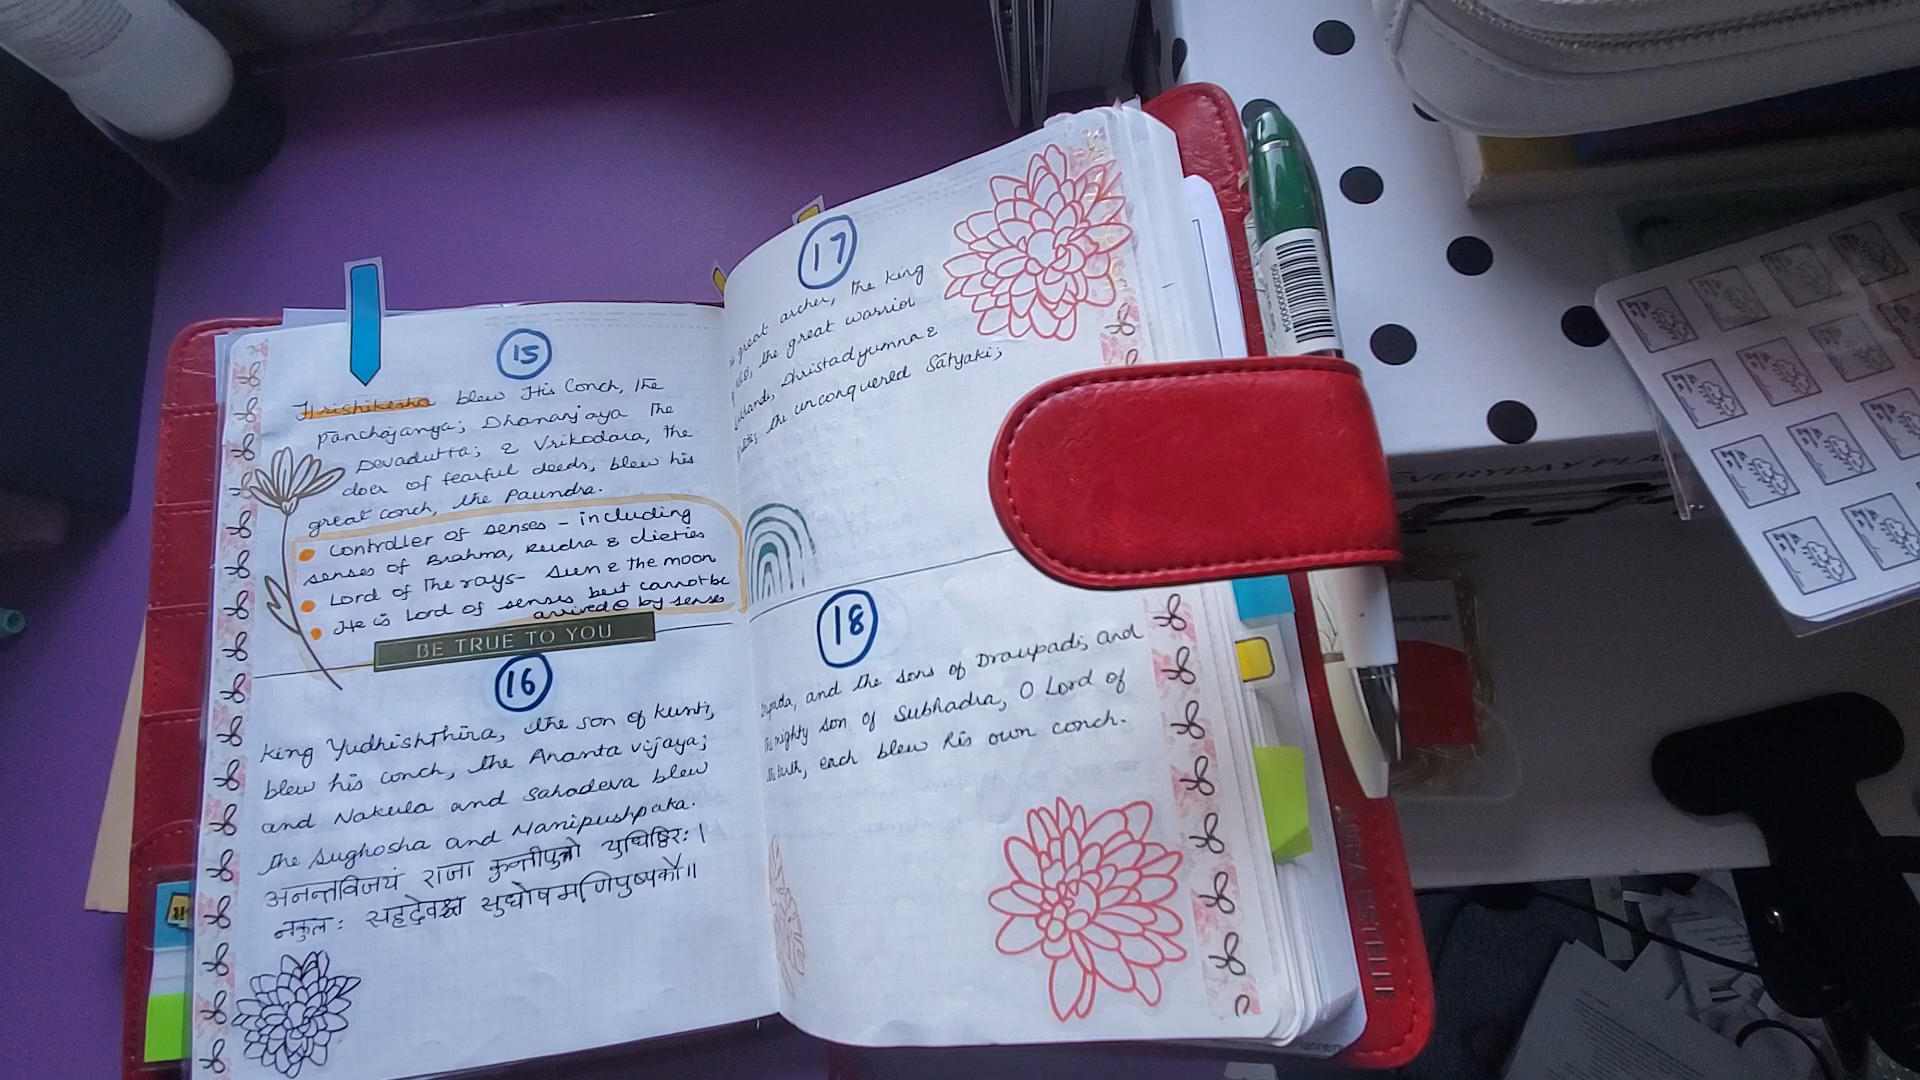 15
Hrishikesha blew His Conch, the
Panchajanya; Dhananjaya the
Devadutta; & Vrikodara, the
doer of fearful deeds, blew his
great conch, the Paundra.
• Controller of senses - including
senses of Brahma, Rudra & dieties
• Lord of the rays- Sun & the moon
• He is Lord of senses but cannot be
arrived @ by senses
BE TRUE TO YOU
16
King Yudhishthira, the son of Kunti,
blew his conch, the Ananta Vijaya;
and Nakula and Sahadeva blew
the Sughosha and Manipushpaka.
अनन्तविजयं राजा कुन्तीपुत्रो युधिष्ठिरः।
नकुलः सहदेवश्च सुघोषमणिपुष्पकौ॥
17
great archer, the king
the great warrior
Dhristadyumna &
the unconquered Satyaki;
18
and the sons of Draupadi, and
mighty son of Subhadra, O Lord of
each blew his own conch.
EVERYDAY